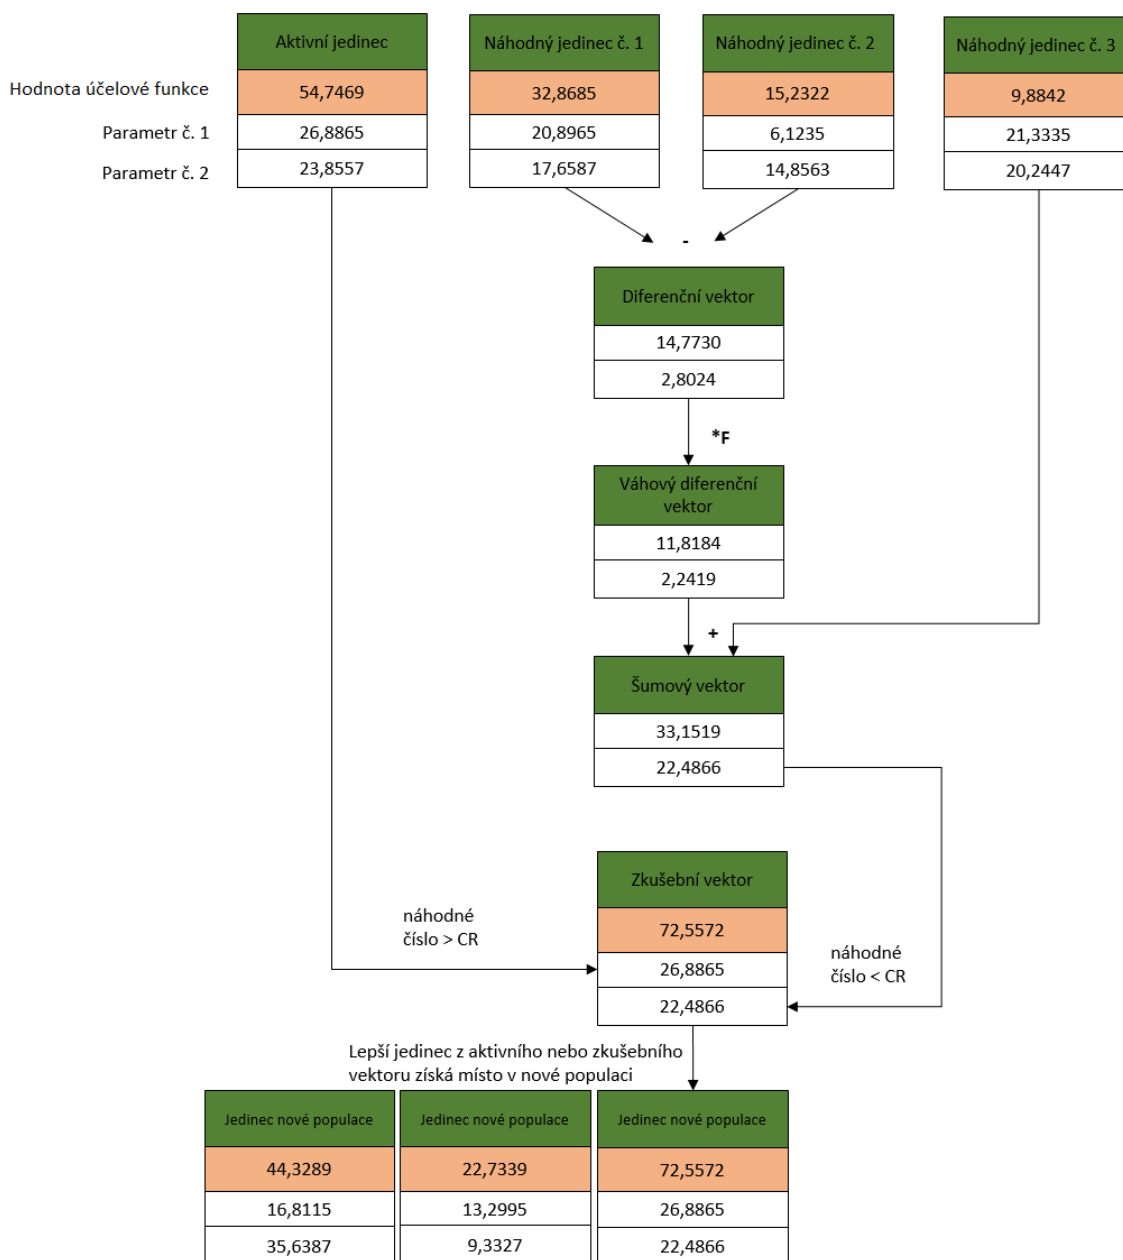 Aktivní jedinec
Náhodný jedinec č. 1
Náhodný jedinec č. 2
Náhodný jedinec č. 3
Hodnota účelové funkce
54,7469
32,8685
15,2322
9,8842
Parametr č. 1
26,8865
20,8965
6,1235
21,3335
Parametr č. 2
23,8557
17,6587
14,8563
20,2447
-
Diferenční vektor
14,7730
2,8024
*F
Váhový diferenční
vektor
11,8184
2,2419
+
Šumový vektor
33,1519
22,4866
Zkušební vektor
72,5572
26,8865
22,4866
náhodné
číslo > CR
náhodné
číslo < CR
Lepší jedinec z aktivního nebo zkušebního
vektoru získá místo v nové populaci
Jedinec nové populace
Jedinec nové populace
Jedinec nové populace
44,3289
22,7339
72,5572
16,8115
13,2995
26,8865
35,6387
9,3327
22,4866